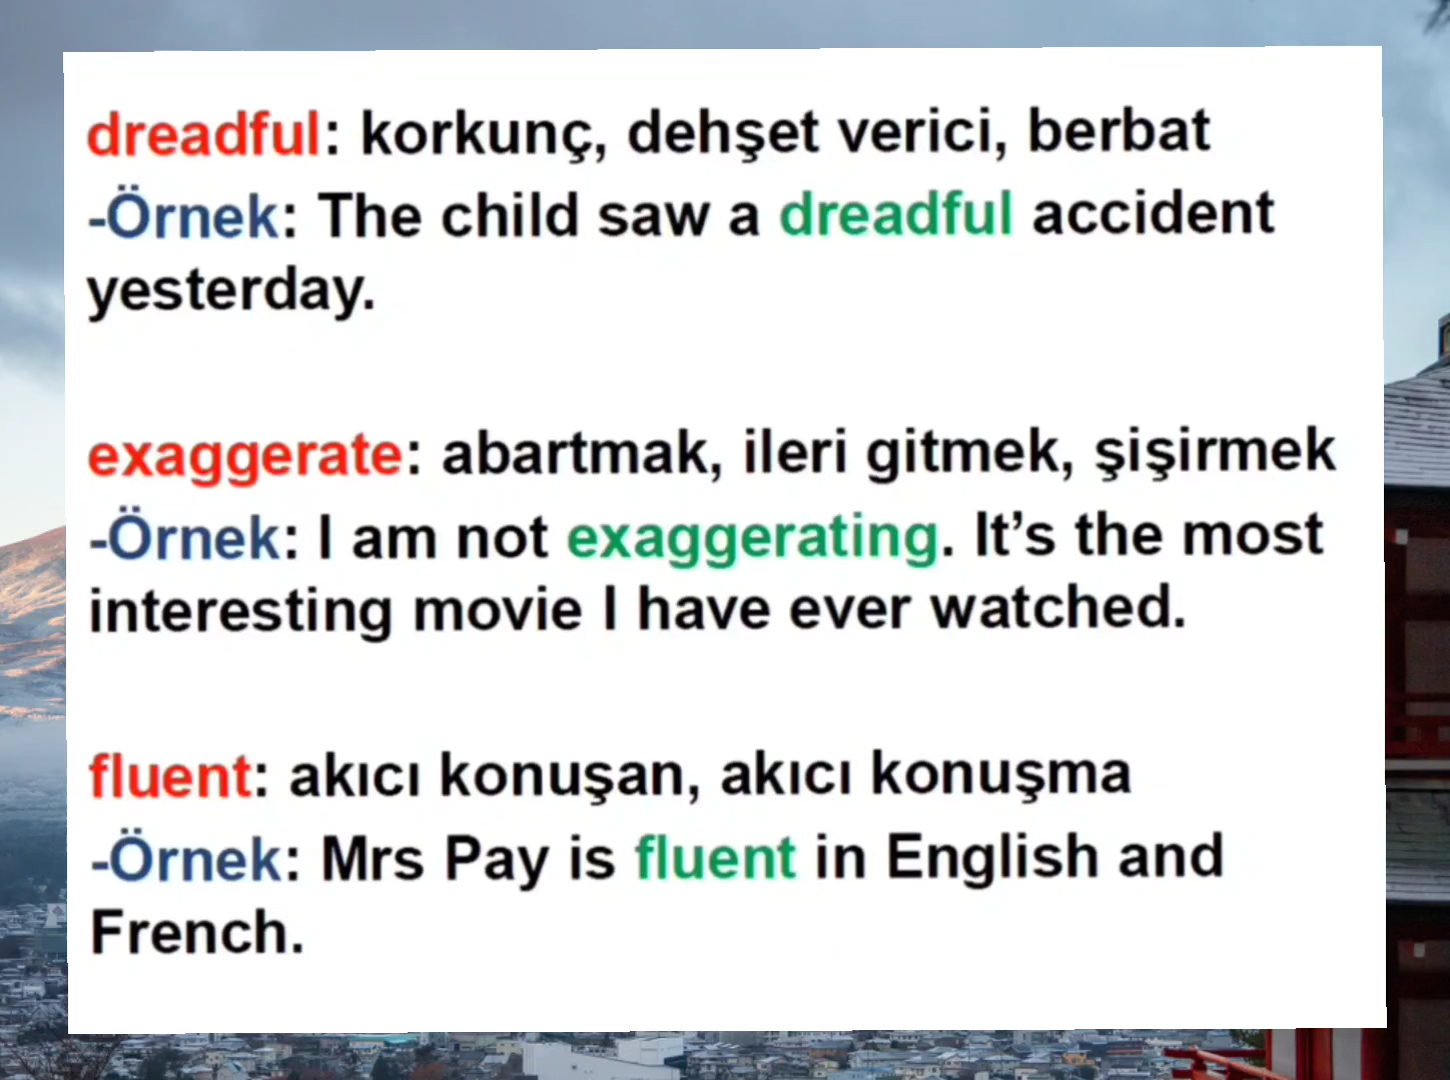 dreadful: korkunç, dehşet verici, berbat
-Örnek: The child saw a dreadful accident
yesterday.
exaggerate: abartmak, ileri gitmek, şişirmek
-Örnek: I am not exaggerating. It’s the most
interesting movie I have ever watched.
fluent: akıcı konuşan, akıcı konuşma
-Örnek: Mrs Pay is fluent in English and
French.